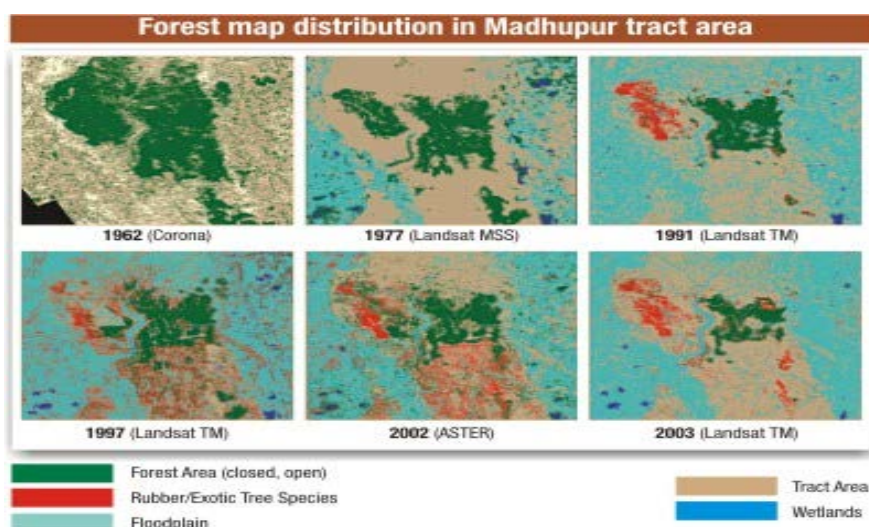 Forest map distribution in Madhupur tract area
1962 (Corona)
1977 (Landsat MSS)
1991 (Landsat TM)
1997 (Landsat TM)
2002 (ASTER)
2003 (Landsat TM)
Forest Area (closed, open)
Rubber/Exotic Tree Species
Floodplain
Tract Area
Wetlands